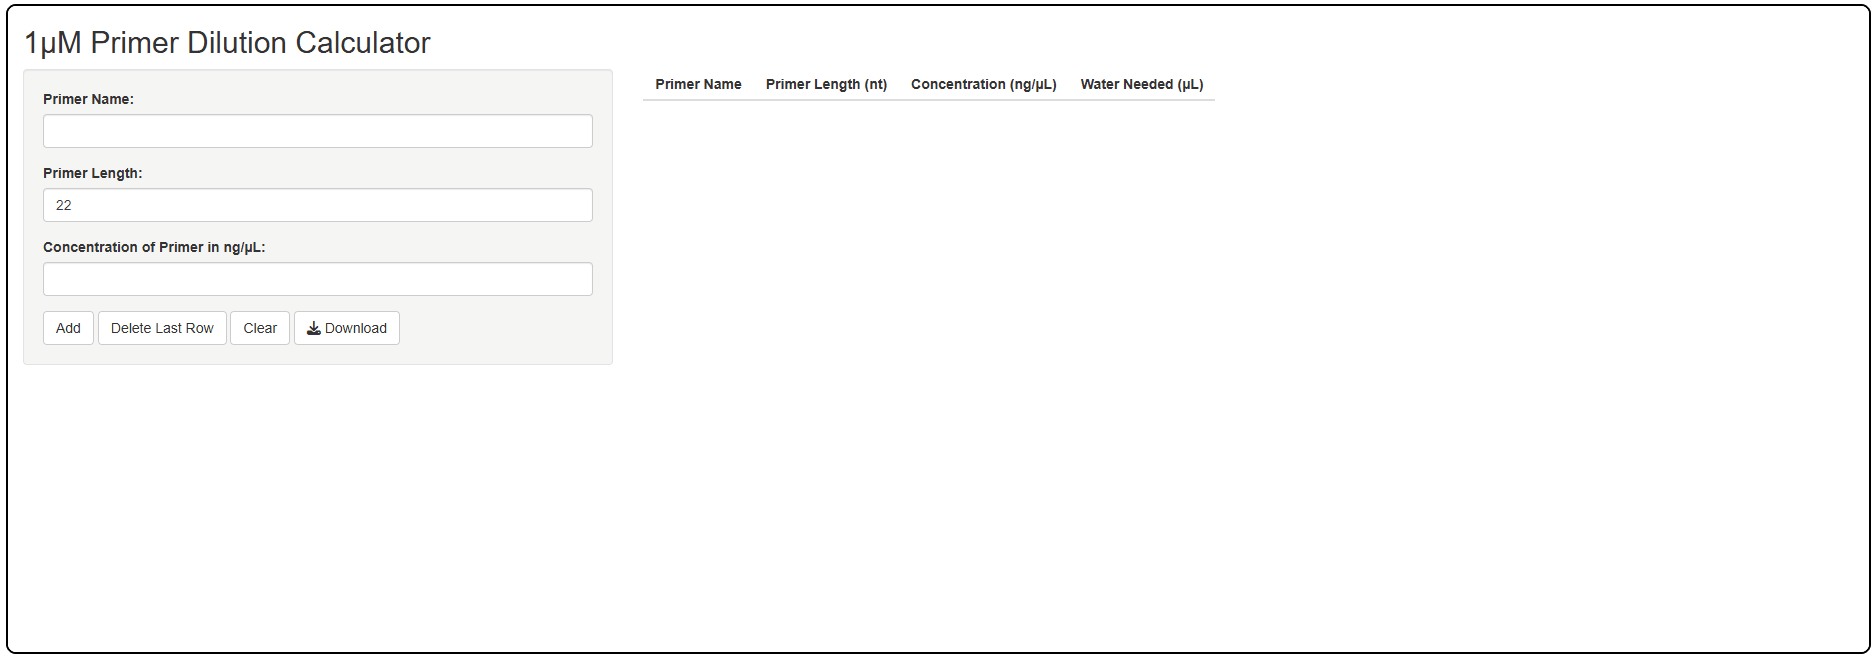 1µM Primer Dilution Calculator
Primer Name:
Primer Length:
22
Concentration of Primer in ng/µL:
Add Delete Last Row Clear Download
Primer Name Primer Length (nt) Concentration (ng/µL) Water Needed (µL)